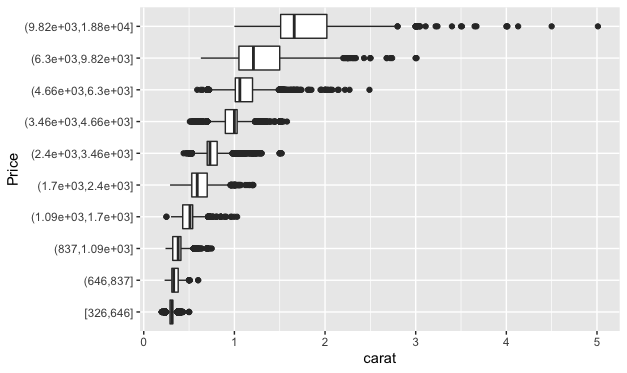 (9.82e+03,1.88e+04]
(6.3e+03,9.82e+03]
(4.66e+03,6.3e+03]
(3.46e+03,4.66e+03]
(2.4e+03,3.46e+03]
(1.7e+03,2.4e+03]
(1.09e+03,1.7e+03]
(837,1.09e+03]
(646,837]
[326,646]
Price
0 1 2 3 4 5
carat